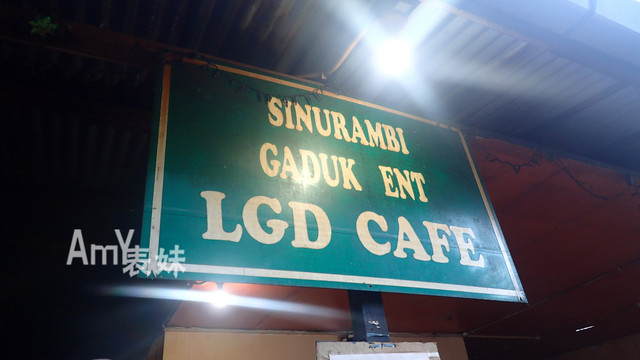 SINURAMBI
GADUK ENT
LGD CAFE
AmY表妹